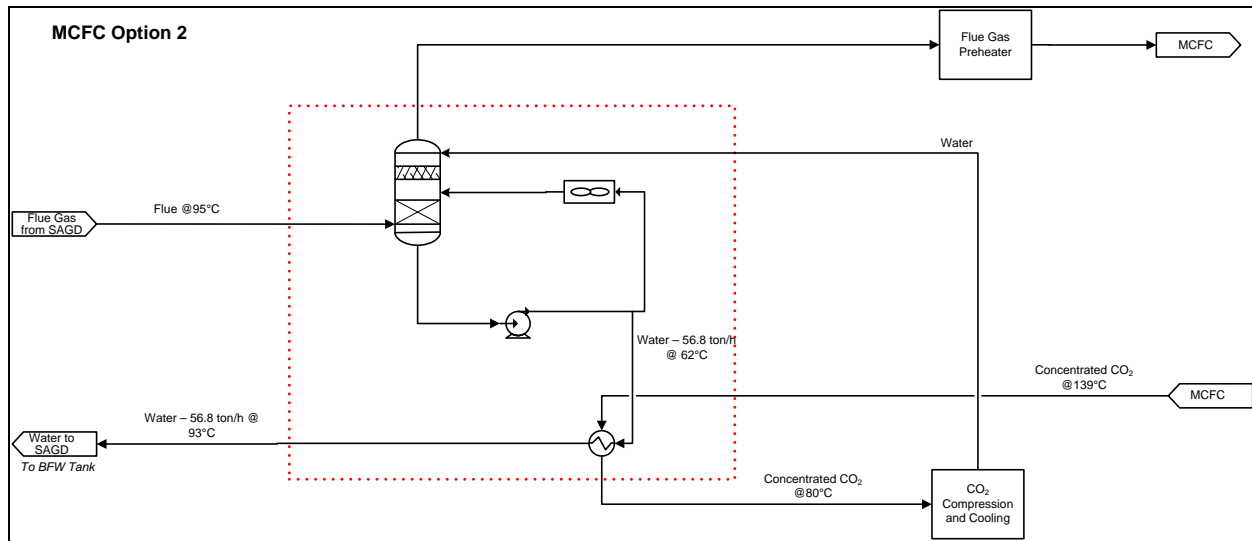 MCFC Option 2
Flue Gas
Preheater
MCFC
Water
Flue @95°C
Flue Gas
from SAGD
Water – 56.8 ton/h
@ 62°C
Concentrated CO₂
@139°C
MCFC
Water – 56.8 ton/h @
93°C
Water to
SAGD
To BFW Tank
Concentrated CO₂
@80°C
CO₂
Compression
and Cooling